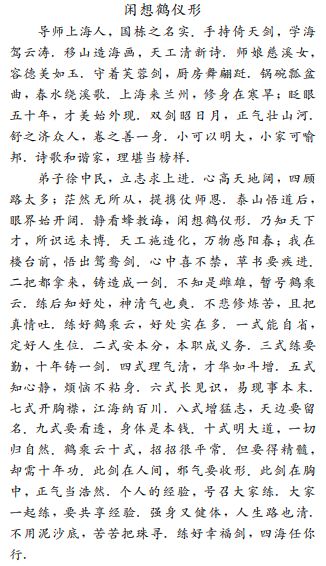 闲想鹤仪形
导师上海人，国栋之名实．手持倚天剑，学海
驾云涛．移山造海画，天工清新诗．师娘慈溪女，
容德美如玉．守着芙蓉剑，厨房舞翩跹．锅碗瓢盆
曲，春水绕溪歌．上海来兰州，修身在寒旱；眨眼
五十年，才美始外现．双剑昭日月，正气壮山河．
舒之济众人，卷之善一身．小可以明大，小家可喻
邦．诗歌和谐家，理堪当榜样．
弟子徐中民，立志求上进．心高天地阔，四顾
路太多；茫然无所从，提携仗师恩．泰山悟道后，
眼界始开阔．静看蜂教诲，闲想鹤仪形．乃知天下
才，所识远未博．天工施造化，万物感阳春；我在
楼台前，悟出鸳鸯剑．心中喜不禁，草书要疾进．
二把都拿来，铸造成一剑．不知是雌雄，暂号鹤乘
云．练后知好处，神清气也爽．不悲修炼苦，且把
真情吐．练好鹤乘云，好处实在多．一式能自省，
定好人生位．二式安本分，本职成义务．三式练要
勤，十年铸一剑．四式理气清，才华如斗增．五式
知心静，烦恼不粘身．六式长见识，易现事本末．
七式开胸襟，江海纳百川．八式增猛志，天边要留
名．九式要看透，身体是本钱．十式明大道，一切
归自然．鹤乘云十式，招招很平常．但要得精髓，
却需十年功．此剑在人间，邪气要收形．此剑在胸
中，正气当浩然．个人的经验，号召大家练．大家
一起练，要共享经验．强身又健体，人生路也清．
不用泥沙底，苦苦把珠寻．练好幸福剑，四海任你
行．